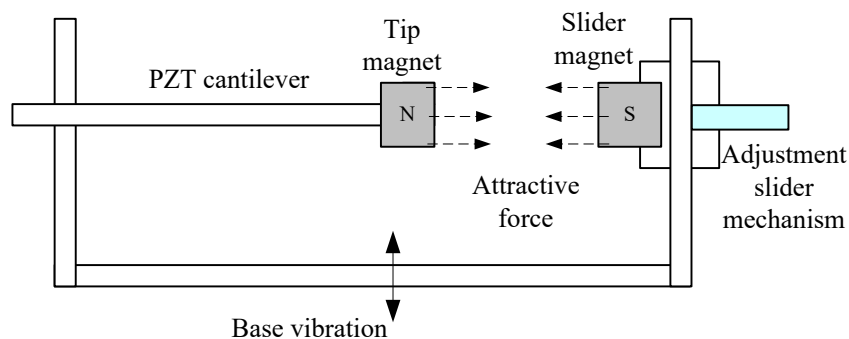 Tip
magnet
Slider
magnet
PZT cantilever
N
S
Attractive
force
Adjustment
slider
mechanism
Base vibration